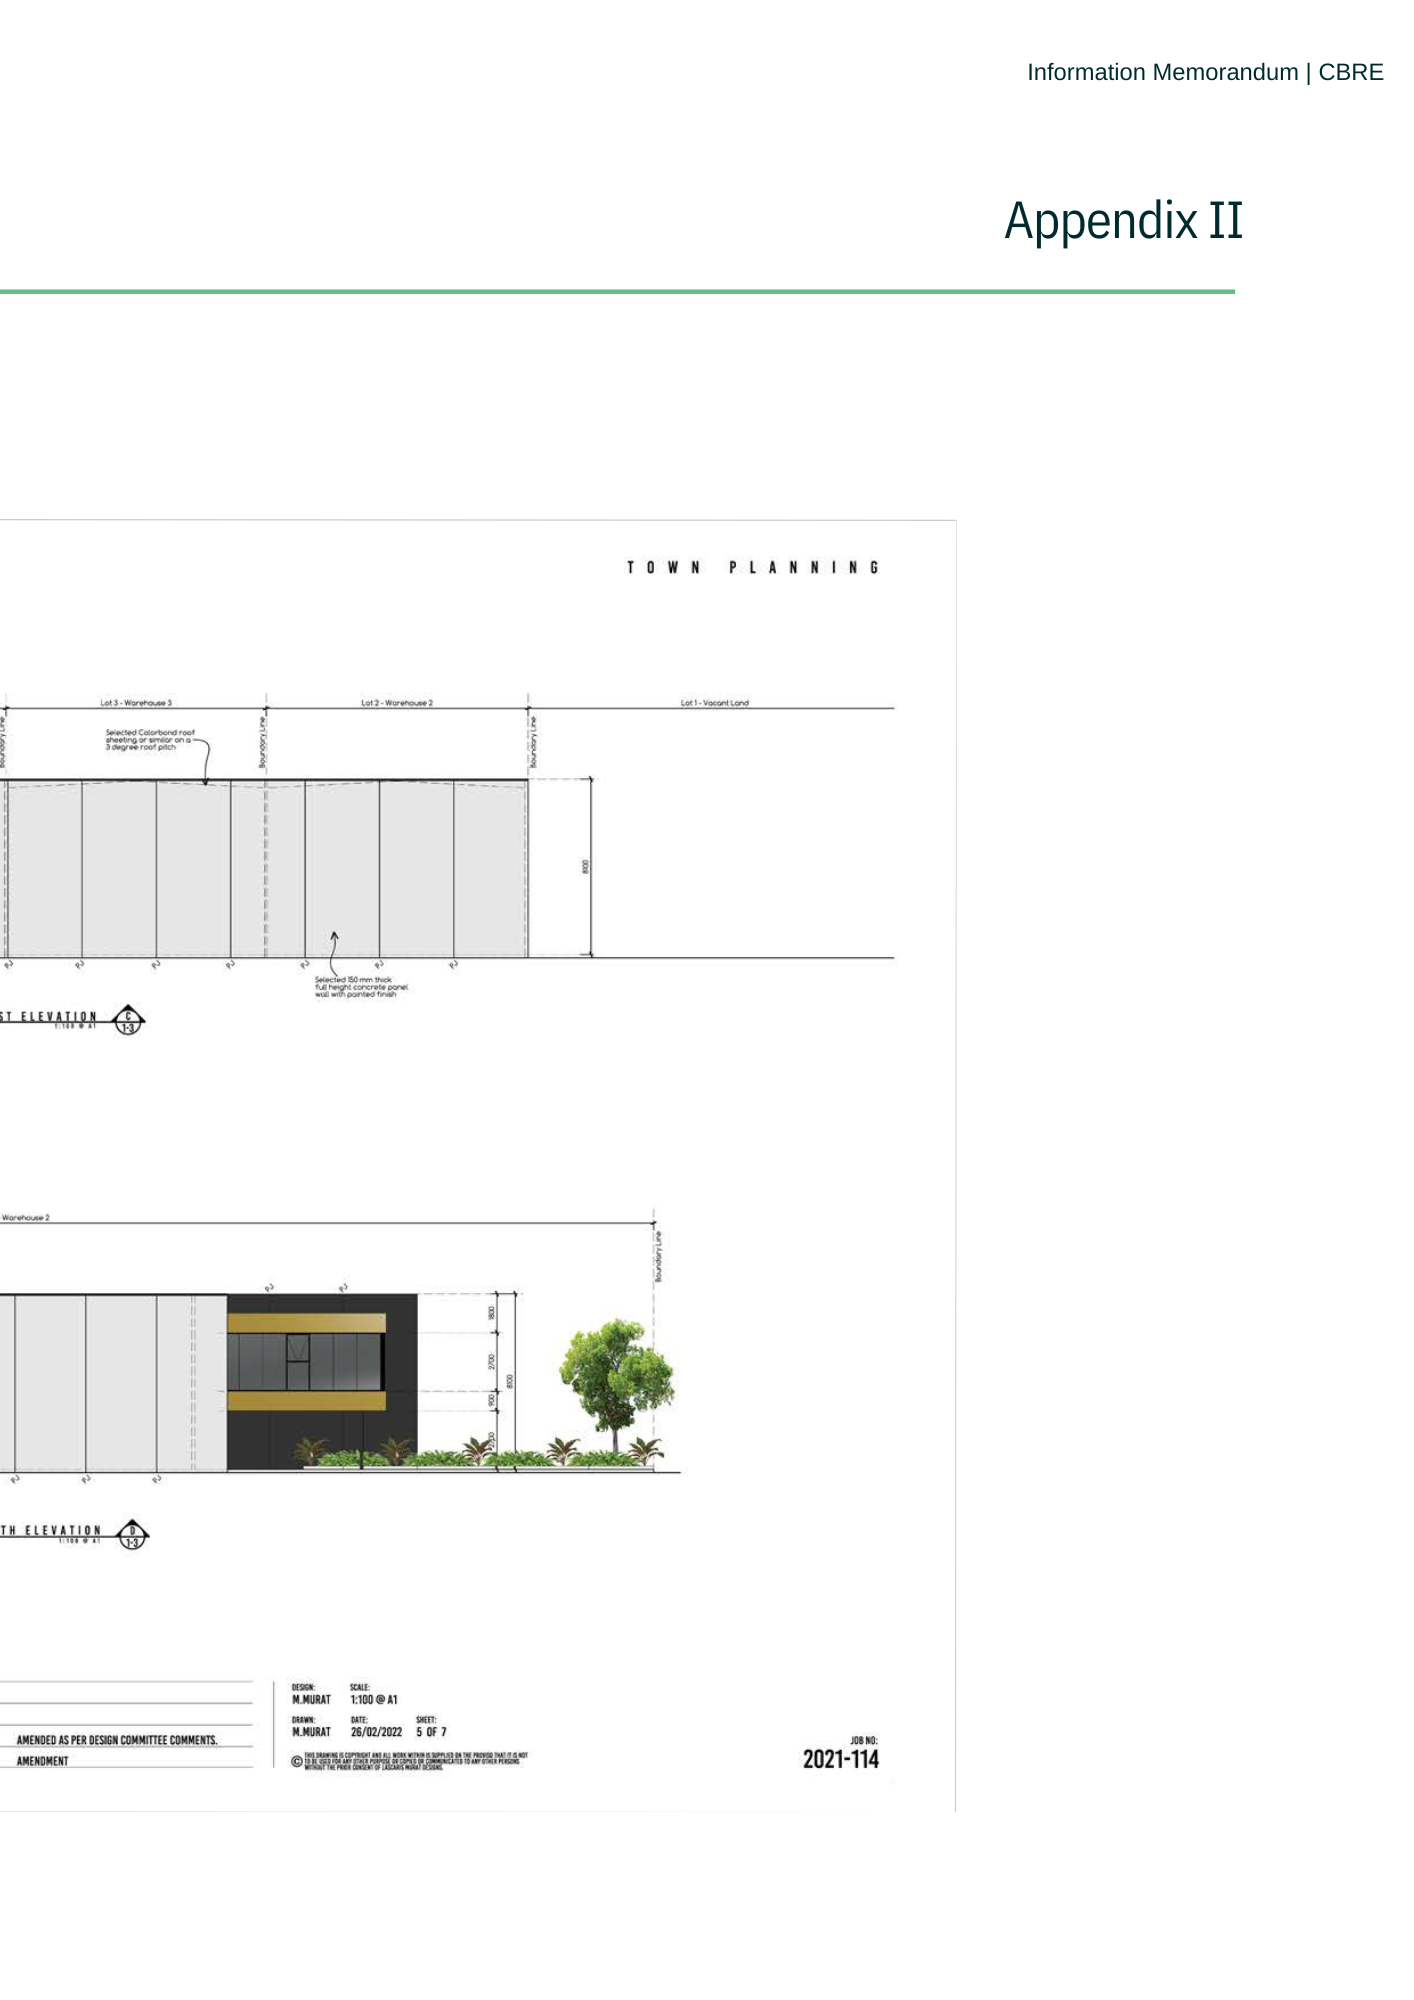 Information Memorandum | CBRE
Appendix II
TOWN PLANNING
Lot 3 - Warehouse 3
Lot 2 - Warehouse 2
Lot 1 - Vacant Land
Boundary Line
Boundary Line
Boundary Line
Selected Colorbond roof
sheeting or similar on a
3 degree roof pitch
8100
PJ
PJ
PJ
PJ
PJ
PJ
PJ
Selected 150 mm thick
full height concrete panel
wall with painted finish
ST ELEVATION
1:100 @ A1
C
1-3
Warehouse 2
Boundary Line
PJ
PJ
1800
2700
900
8100
2700
PJ
PJ
PJ
TH ELEVATION
1:100 @ A1
D
1-3
AMENDED AS PER DESIGN COMMITTEE COMMENTS.
AMENDMENT
DESIGN:
M.MURAT
SCALE:
1:100 @ A1
DRAWN:
M.MURAT
DATE:
26/02/2022
SHEET:
5 OF 7
© THIS DRAWING IS COPYRIGHT AND ALL WORK WITHIN IS SUPPLIED ON THE PROVISO THAT IT IS NOT
TO BE USED FOR ANY OTHER PURPOSE OR COPIED OR COMMUNICATED TO ANY OTHER PERSONS
WITHOUT THE PRIOR CONSENT OF LASCARIS MURAT DESIGNS.
JOB NO:
2021-114